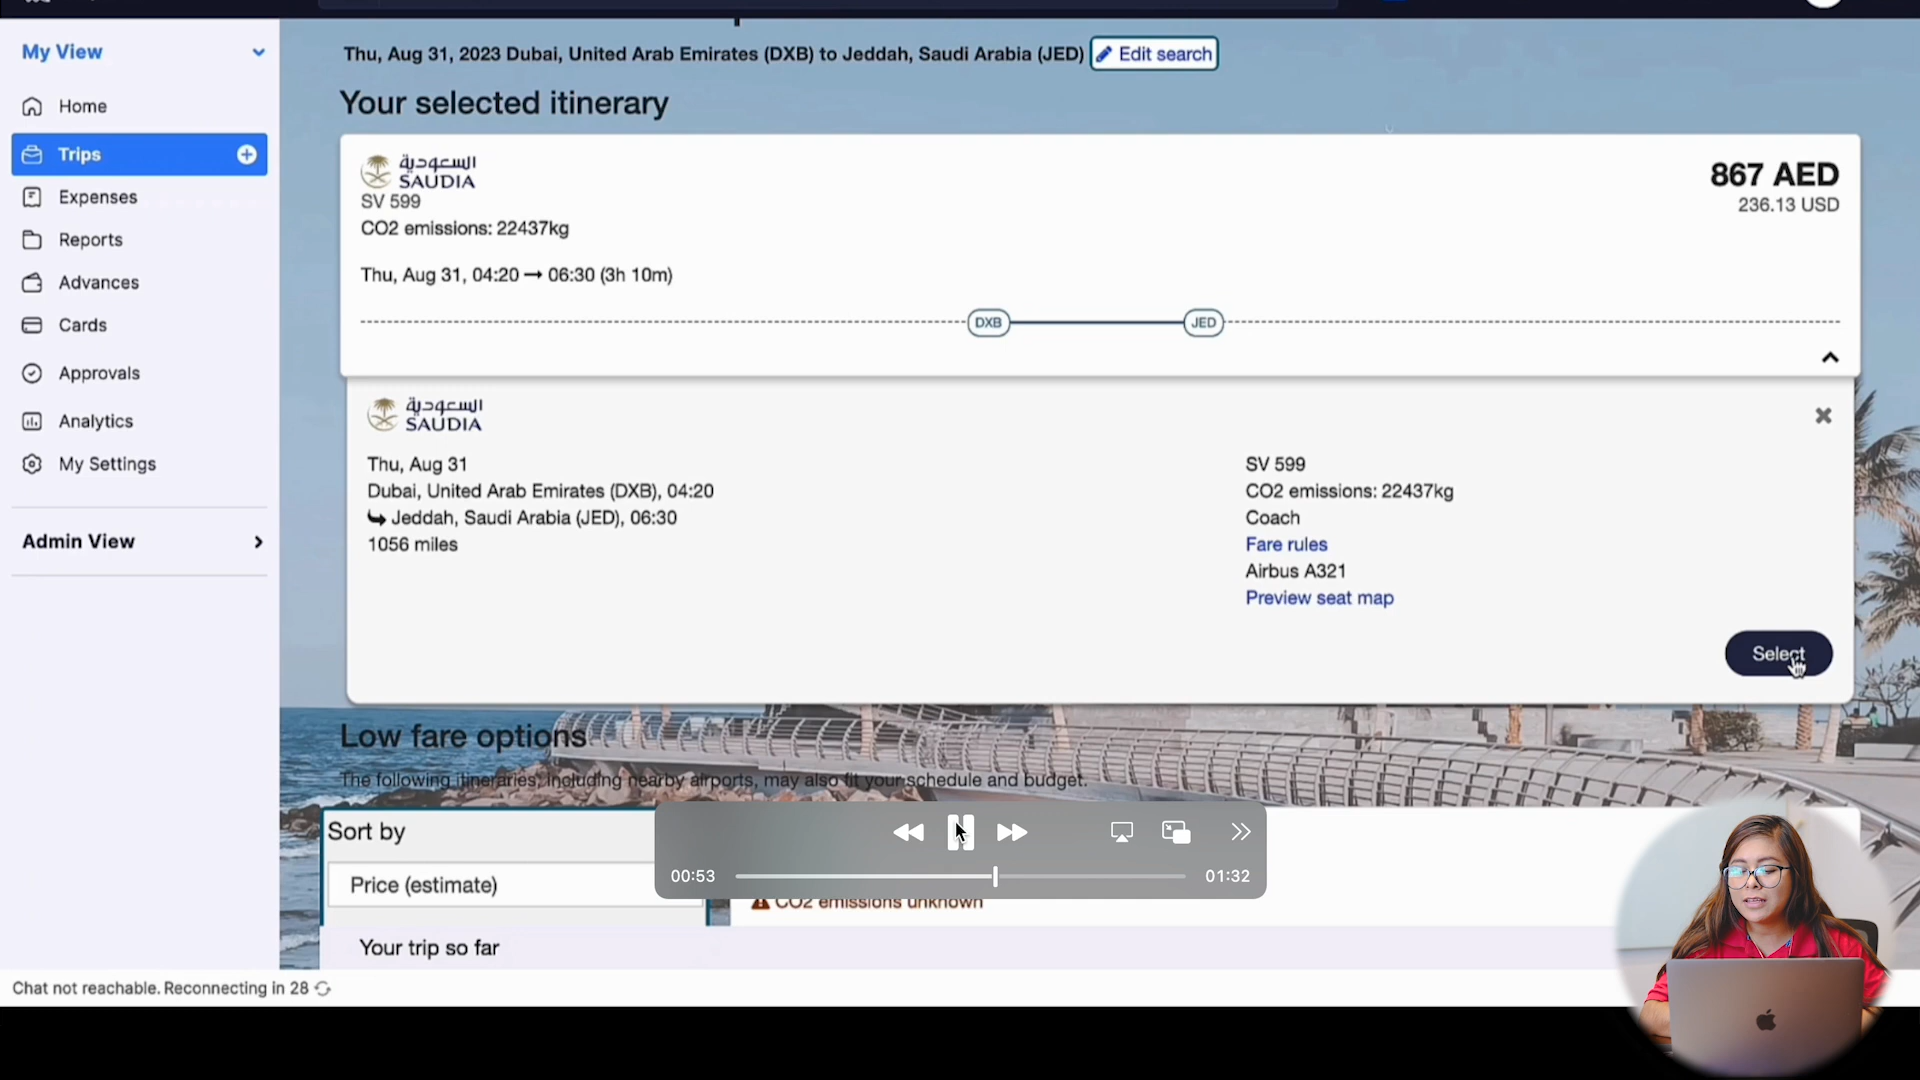 My View
Home
Trips
Expenses
Reports
Advances
Cards
Approvals
Analytics
My Settings
Admin View
Thu, Aug 31, 2023 Dubai, United Arab Emirates (DXB) to Jeddah, Saudi Arabia (JED)
Edit search
Your selected itinerary
السعودية
SAUDIA
SV 599
CO2 emissions: 22437kg
867 AED
236.13 USD
Thu, Aug 31, 04:20 → 06:30 (3h 10m)
DXB
JED
السعودية
SAUDIA
Thu, Aug 31
Dubai, United Arab Emirates (DXB), 04:20
Jeddah, Saudi Arabia (JED), 06:30
1056 miles
SV 599
CO2 emissions: 22437kg
Coach
Fare rules
Airbus A321
Preview seat map
Select
Low fare options
The following itineraries, including nearby airports, may also fit your schedule and budget.
Sort by
Price (estimate)
00:53
01:32
CO2 emissions unknown
Your trip so far
Chat not reachable. Reconnecting in 28